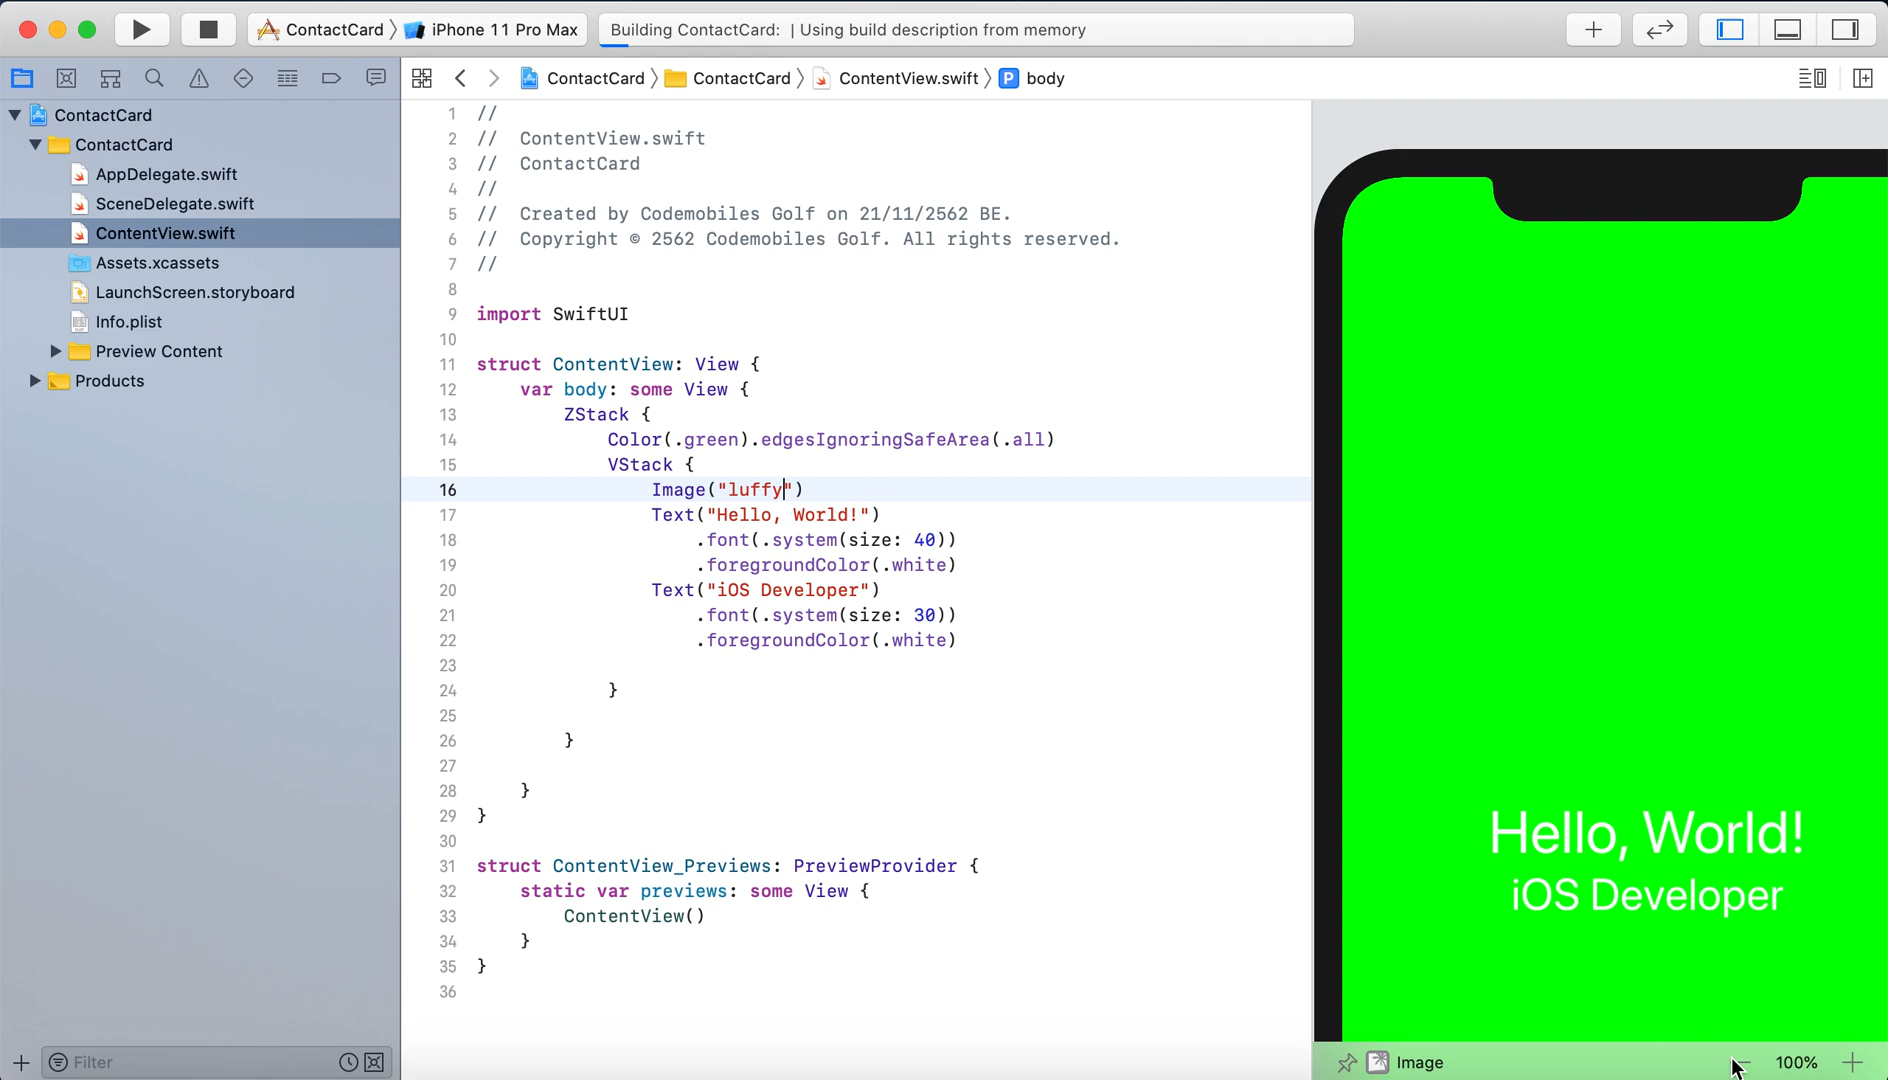 ContactCard
iPhone 11 Pro Max
Building ContactCard: | Using build description from memory
ContactCard
ContactCard
ContentView.swift
P
body
ContactCard
ContactCard
AppDelegate.swift
SceneDelegate.swift
ContentView.swift
Assets.xcassets
LaunchScreen.storyboard
Info.plist
Preview Content
Products
Filter
1 //
2 // ContentView.swift
3 // ContactCard
4 //
5 // Created by Codemobiles Golf on 21/11/2562 BE.
6 // Copyright © 2562 Codemobiles Golf. All rights reserved.
7 //
8
9 import SwiftUI
10
11 struct ContentView: View {
12 var body: some View {
13 ZStack {
14 Color(.green).edgesIgnoringSafeArea(.all)
15 VStack {
16 Image("luffy")
17 Text("Hello, World!")
18 .font(.system(size: 40))
19 .foregroundColor(.white)
20 Text("iOS Developer")
21 .font(.system(size: 30))
22 .foregroundColor(.white)
23
24 }
25
26 }
27
28 }
29 }
30
31 struct ContentView_Previews: PreviewProvider {
32 static var previews: some View {
33 ContentView()
34 }
35 }
36
Hello, World!
iOS Developer
Image
100%